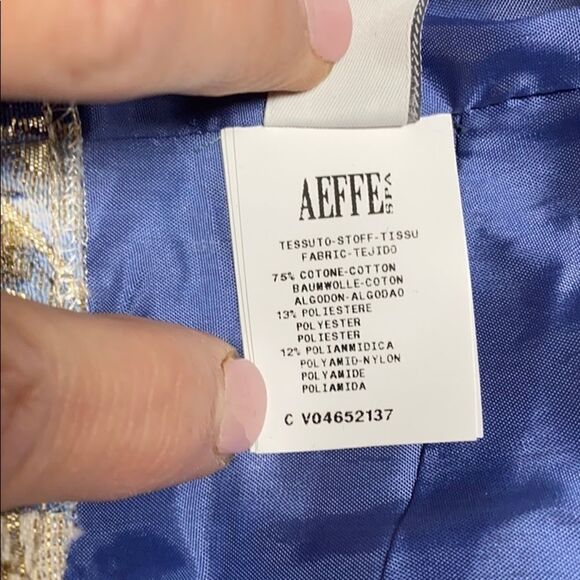 AEFFE SPA
TESSUTO-STOFF-TISSU
FABRIC-TEJIDO
75% COTONE-COTTON
BAUMWOLLE-COTON
ALGODON-ALGODAO
13% POLIESTERE
POLYESTER
POLIESTER
12% POLIAMMIDICA
POLYAMID-NYLON
POLYAMIDE
POLIAMIDA
C V04652137